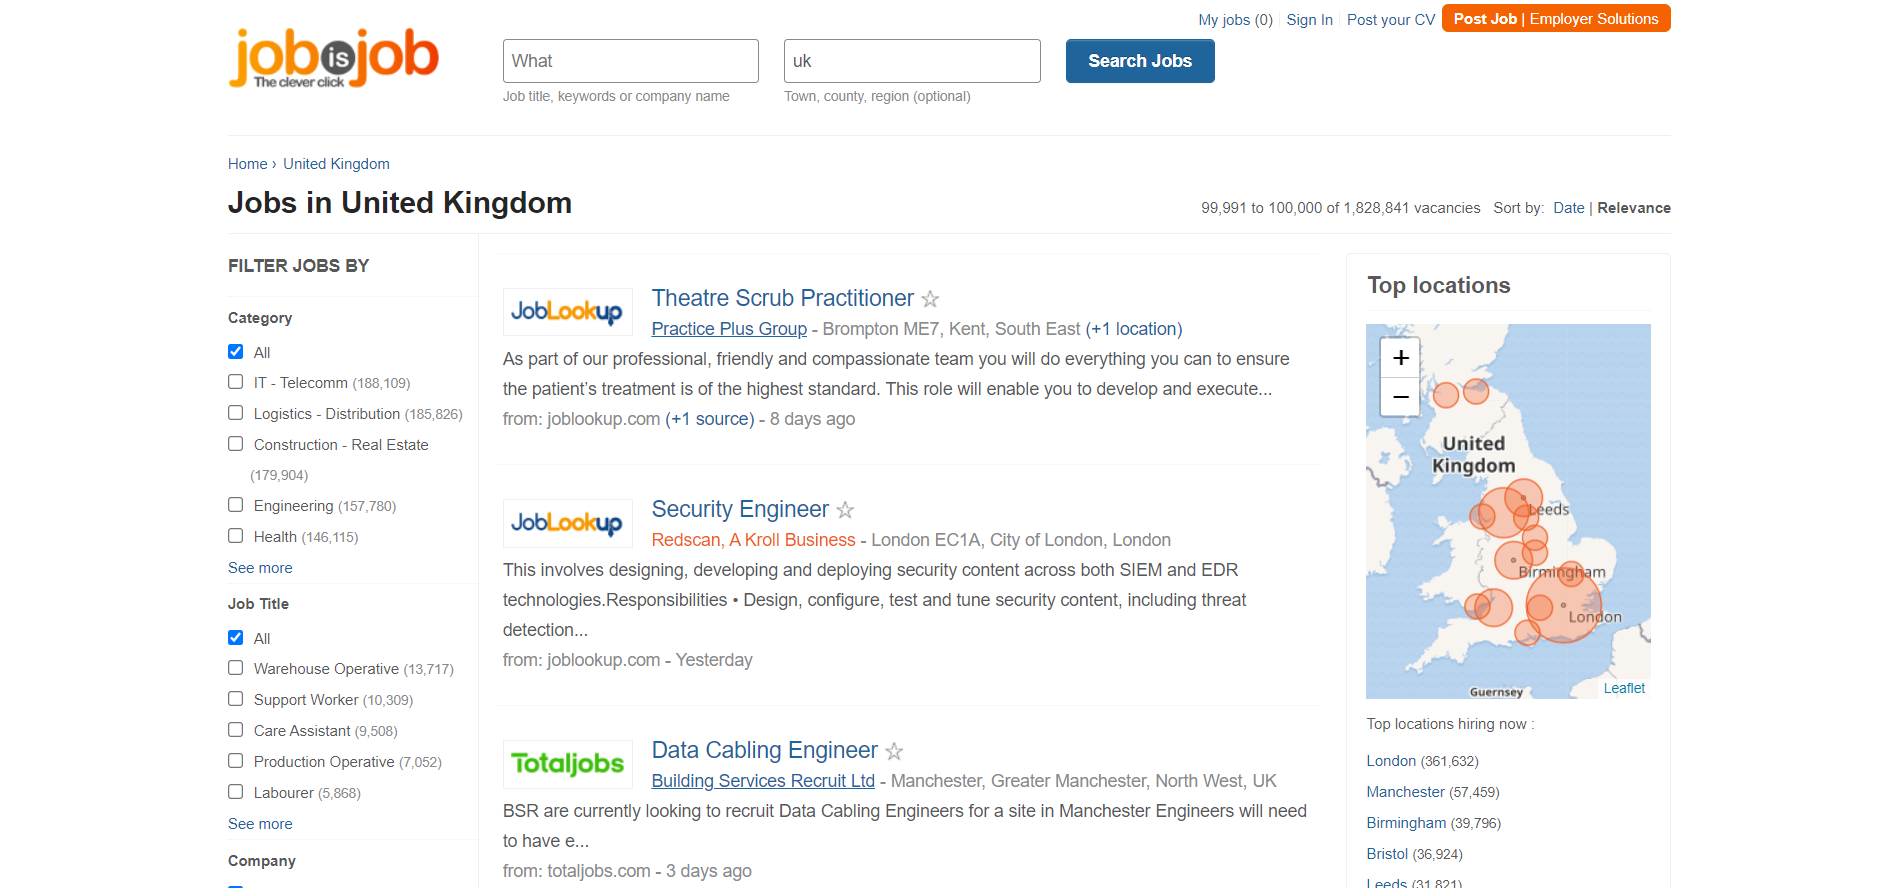 My jobs (0) Sign In Post your CV Post Job | Employer Solutions
jobisjob
The clever click
What
uk
Search Jobs
Job title, keywords or company name
Town, county, region (optional)
Home › United Kingdom
Jobs in United Kingdom
99,991 to 100,000 of 1,828,841 vacancies Sort by: Date | Relevance
FILTER JOBS BY
Category
All
IT - Telecomm (188,109)
Logistics - Distribution (185,826)
Construction - Real Estate
(179,904)
Engineering (157,780)
Health (146,115)
See more
Job Title
All
Warehouse Operative (13,717)
Support Worker (10,309)
Care Assistant (9,508)
Production Operative (7,052)
Labourer (5,868)
See more
Company
JobLookup
Theatre Scrub Practitioner
Practice Plus Group - Brompton ME7, Kent, South East (+1 location)
As part of our professional, friendly and compassionate team you will do everything you can to ensure
the patient’s treatment is of the highest standard. This role will enable you to develop and execute...
from: joblookup.com (+1 source) - 8 days ago
JobLookup
Security Engineer
Redscan, A Kroll Business - London EC1A, City of London, London
This involves designing, developing and deploying security content across both SIEM and EDR
technologies.Responsibilities • Design, configure, test and tune security content, including threat
detection...
from: joblookup.com - Yesterday
Totaljobs
Data Cabling Engineer
Building Services Recruit Ltd - Manchester, Greater Manchester, North West, UK
BSR are currently looking to recruit Data Cabling Engineers for a site in Manchester Engineers will need
to have e...
from: totaljobs.com - 3 days ago
Top locations
+
−
United
Kingdom
Leeds
Birmingham
London
Guernsey
Leaflet
Top locations hiring now :
London (361,632)
Manchester (57,459)
Birmingham (39,796)
Bristol (36,924)
Leeds (31,821)